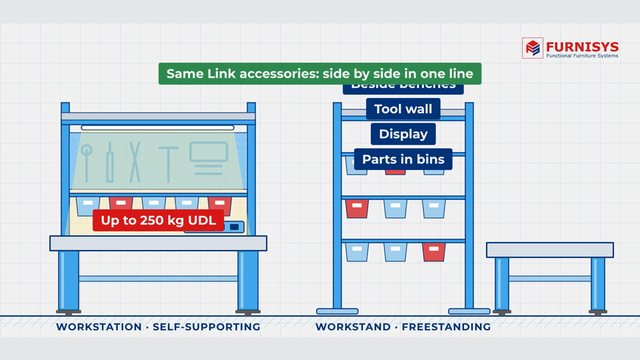 FURNISYS
Functional Furniture Systems
Same Link accessories: side by side in one line
Beside benches
Tool wall
Display
Parts in bins
Up to 250 kg UDL
WORKSTATION · SELF-SUPPORTING
WORKSTAND · FREESTANDING